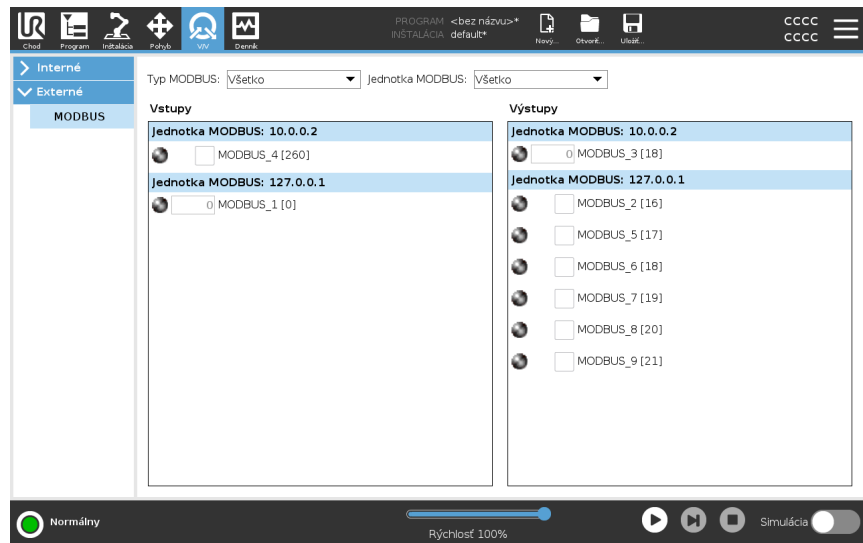 PROGRAM <bez názvu>*
INŠTALÁCIA default*
CCCC
CCCC
Chod Program Inštalácia Pohyb V/V Denník Nový... Otvoriť... Uložiť...
Interné
Externé
MODBUS
Typ MODBUS: Všetko Jednotka MODBUS: Všetko
Vstupy
Jednotka MODBUS: 10.0.0.2
MODBUS_4 [260]
Jednotka MODBUS: 127.0.0.1
0 MODBUS_1 [0]
Výstupy
Jednotka MODBUS: 10.0.0.2
0 MODBUS_3 [18]
Jednotka MODBUS: 127.0.0.1
MODBUS_2 [16]
MODBUS_5 [17]
MODBUS_6 [18]
MODBUS_7 [19]
MODBUS_8 [20]
MODBUS_9 [21]
Normálny
Rýchlosť 100%
Simulácia